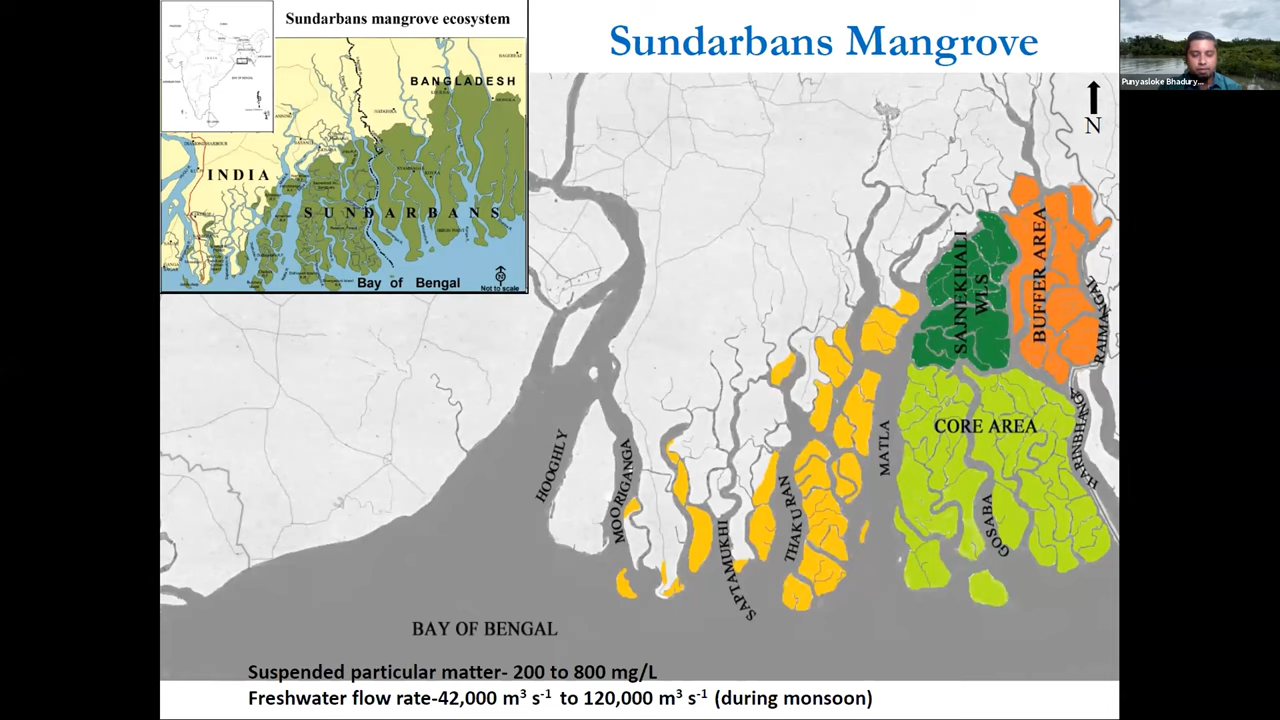 Sundarbans mangrove ecosystem
BANGLADESH
INDIA
SUNDARBANS
Bay of Bengal
N
Not to scale
Sundarbans Mangrove
Punyasloke Bhadury...
N
SAJNEKHALI
WLS
BUFFER AREA
RAIMANGAL
CORE AREA
HARINBHANGA
GOSABA
MATLA
THAKURAN
SAPTAMUKHI
MOORIGANGA
HOOGHLY
BAY OF BENGAL
Suspended particular matter- 200 to 800 mg/L
Freshwater flow rate-42,000 m³ s⁻¹ to 120,000 m³ s⁻¹ (during monsoon)